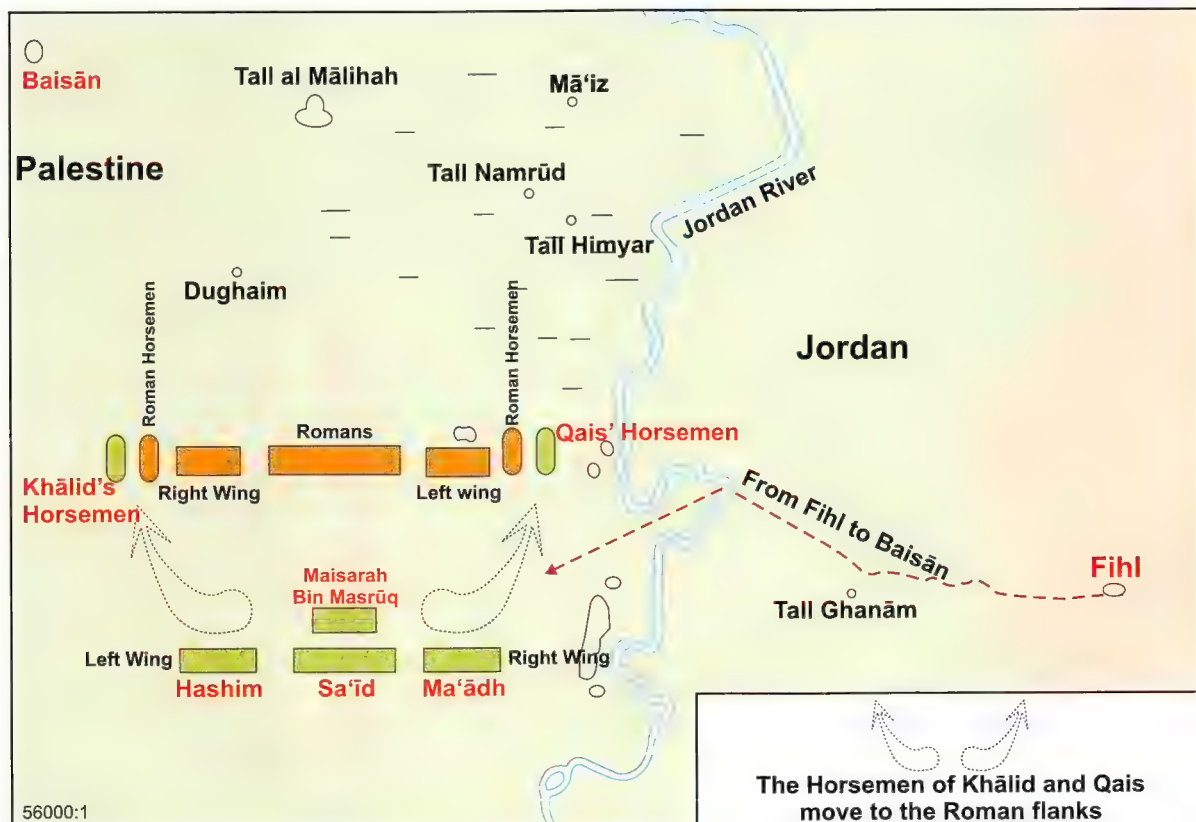 Baisān
Tall al Mālihah
Mā‘iz
Palestine
Tall Namrūd
Jordan River
Tall Himyar
Dughaim
Roman Horsemen
Roman Horsemen
Jordan
Romans
Qais’ Horsemen
Khālid’s
Horsemen
Right Wing
Left wing
From Fihl to Baisān
Fihl
Maisarah
Bin Masrūq
Tall Ghanām
Left Wing
Right Wing
Hashim
Sa‘īd
Ma‘ādh
The Horsemen of Khālid and Qais
move to the Roman flanks
56000:1